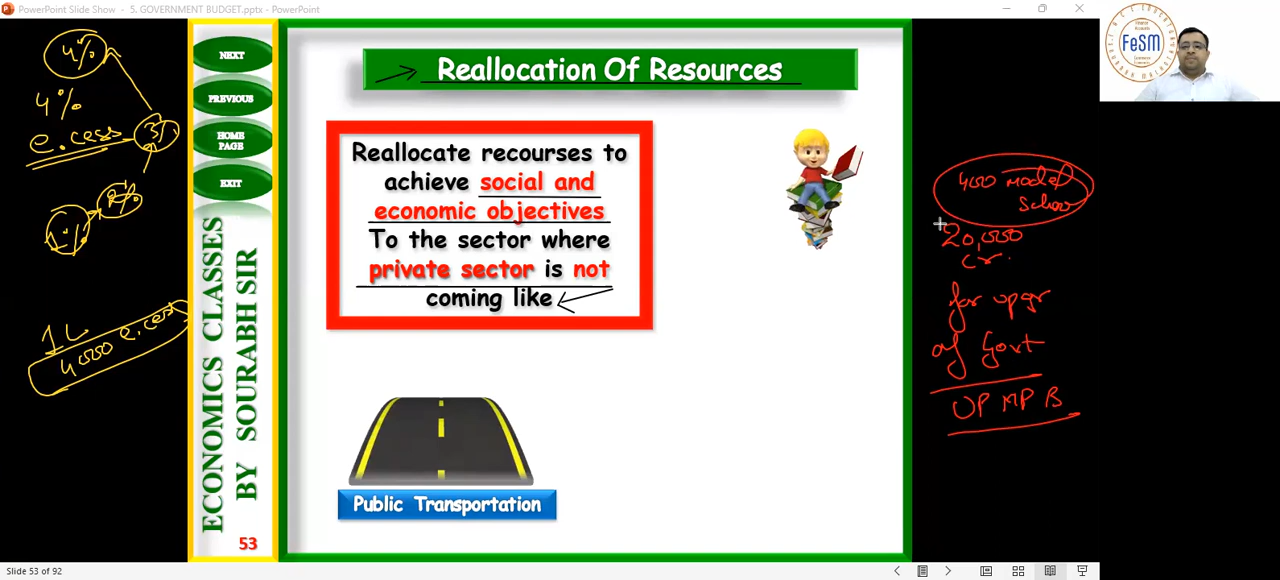 PowerPoint Slide Show - 5. GOVERNMENT BUDGET.pptx - PowerPoint
4%
4%
e.cess 3%
1L
4000 e.cess
NEXT
PREVIOUS
HOME
PAGE
EXIT
ECONOMICS CLASSES
BY SOURABH SIR
53
Reallocation Of Resources
Reallocate recourses to
achieve social and
economic objectives
To the sector where
private sector is not
coming like
Public Transportation
FeSM
400 model
School
20,000
cr.
for upgr
of Govt
UP MP B
Slide 53 of 92